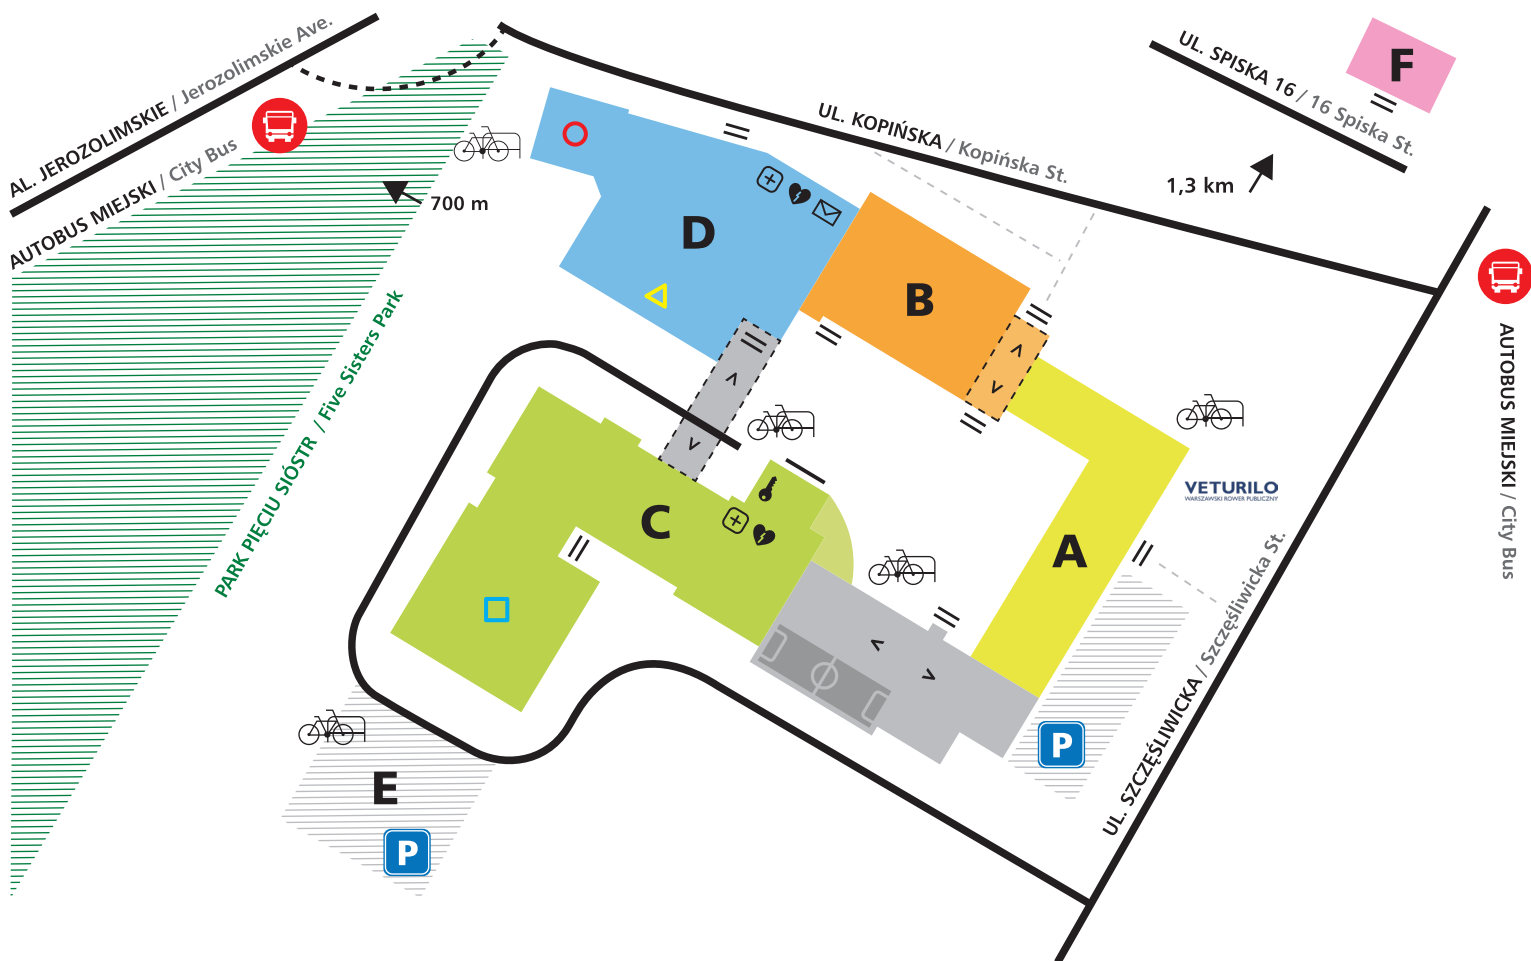 AL. JEROZOLIMSKIE / Jerozolimskie Ave.
AUTOBUS MIEJSKI / City Bus
700 m
PARK PIĘCIU SIÓSTR / Five Sisters Park
UL. KOPIŃSKA / Kopińska St.
UL. SPISKA 16 / 16 Spiska St.
F
1,3 km
D
B
AUTOBUS MIEJSKI / City Bus
VETURILO
WARSZAWSKI ROWER PUBLICZNY
C
A
UL. SZCZĘŚLIWICKA / Szczęśliwicka St.
P
E
P